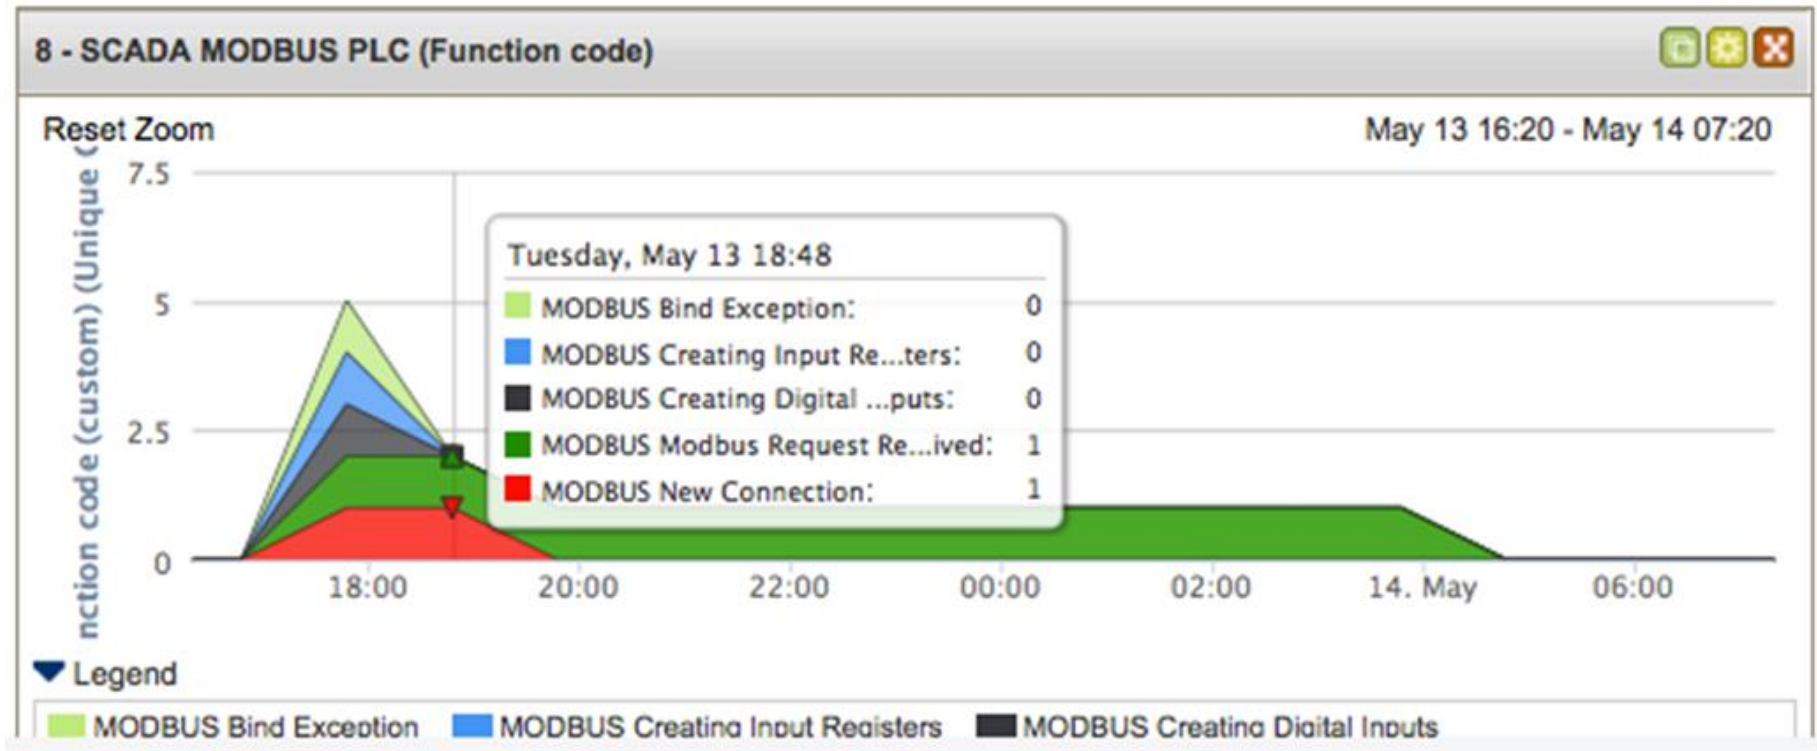 8 - SCADA MODBUS PLC (Function code)
Reset Zoom
May 13 16:20 - May 14 07:20
nction code (custom) (Unique
7.5
5
2.5
0
Tuesday, May 13 18:48
MODBUS Bind Exception: 0
MODBUS Creating Input Re...ters: 0
MODBUS Creating Digital ...puts: 0
MODBUS Modbus Request Re...ived: 1
MODBUS New Connection: 1
18:00 20:00 22:00 00:00 02:00 14. May 06:00
Legend
MODBUS Bind Exception MODBUS Creating Input Registers MODBUS Creating Digital Inputs